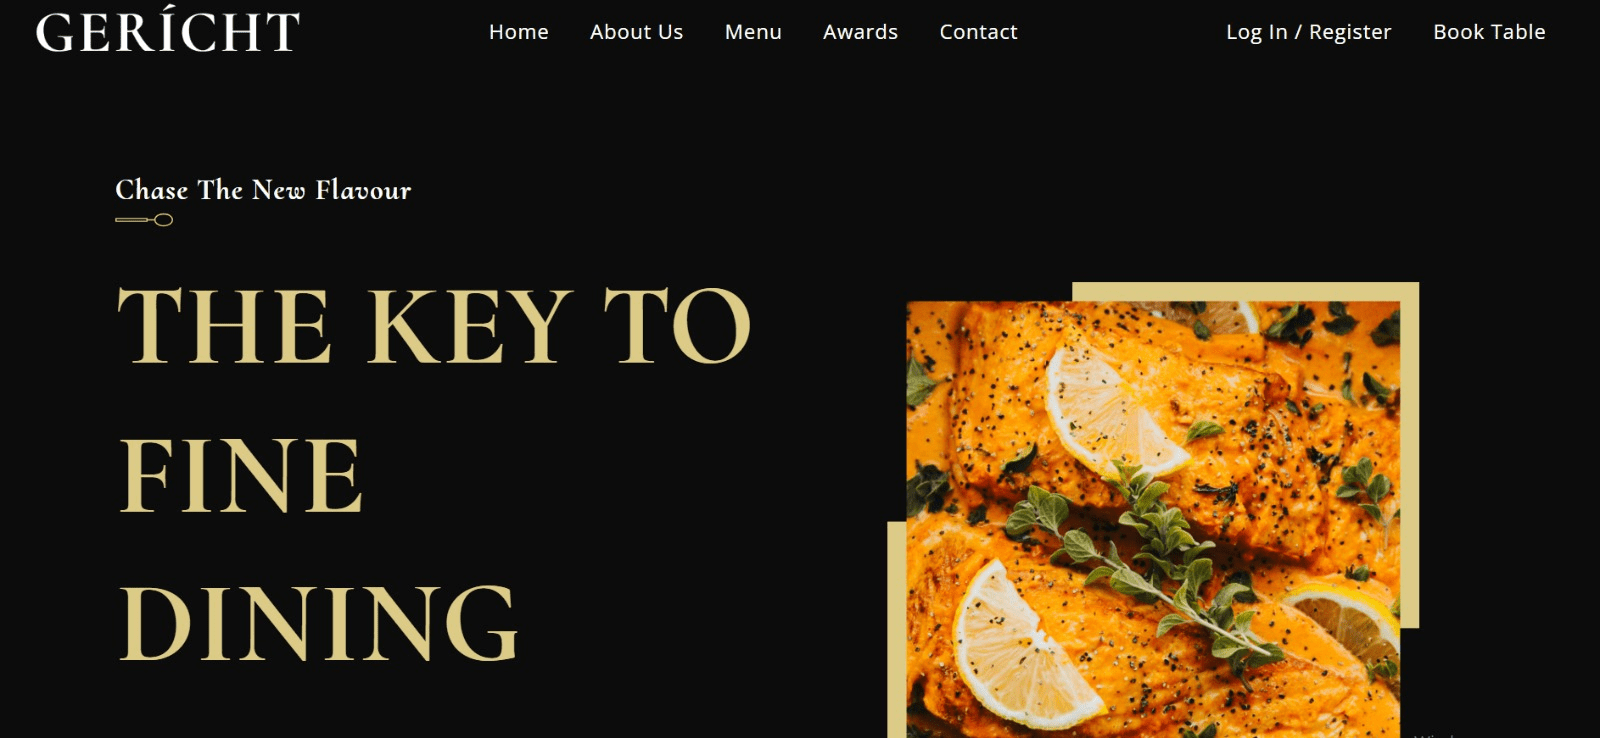 GERÍCHT
Home About Us Menu Awards Contact Log In / Register Book Table
Chase The New Flavour
THE KEY TO
FINE
DINING